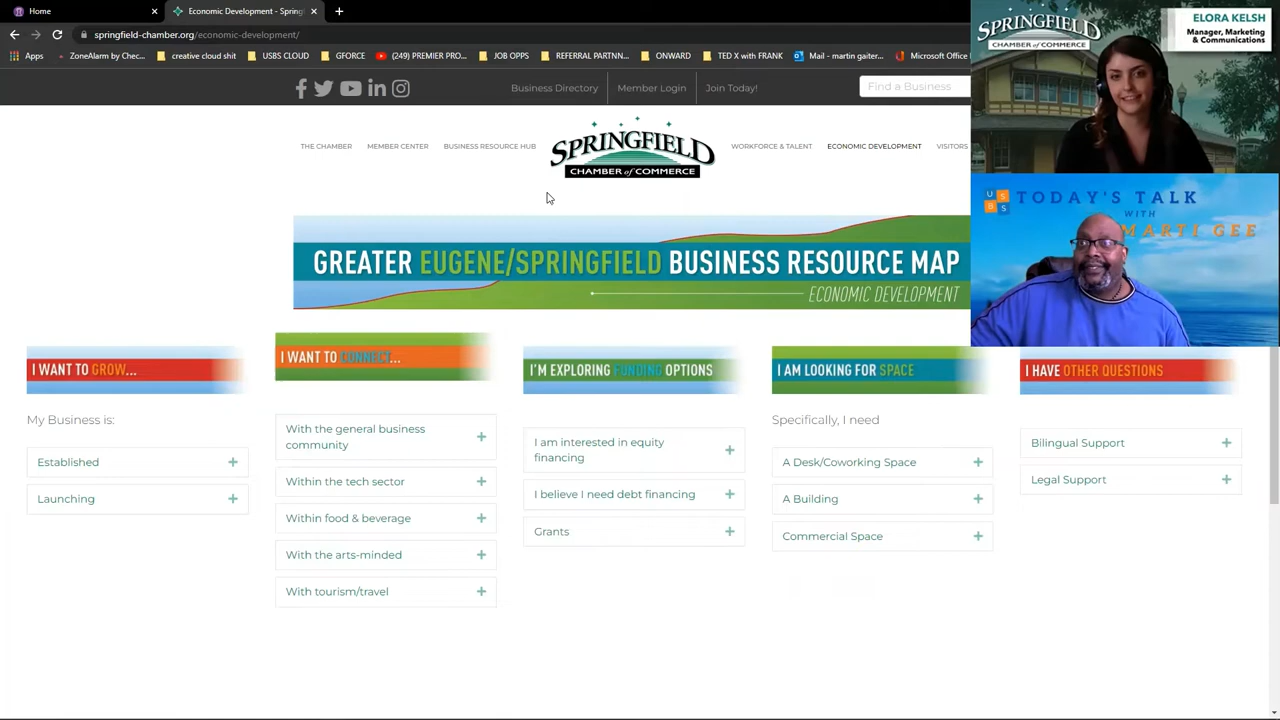 Home
Economic Development - Spring
springfield-chamber.org/economic-development/
Apps
ZoneAlarm by Chec...
creative cloud shit
GFCFGP
(249) PREMIER PRO...
JOB OPPS
REFERRAL PARTNR...
ONWARD
TED X with FRANK
Mail - martin gaiter...
Microsoft Office
Business Directory
Member Login
Join Today!
Find a Business
THE CHAMBER
MEMBER CENTER
BUSINESS RESOURCE HUB
SPRINGFIELD
CHAMBER of COMMERCE
WORKFORCE & TALENT
ECONOMIC DEVELOPMENT
VISITORS
GREATER EUGENE/SPRINGFIELD BUSINESS RESOURCE MAP
ECONOMIC DEVELOPMENT
I WANT TO GROW...
My Business is:
Established
Launching
I WANT TO CONNECT...
With the general business
community
Within the tech sector
Within food & beverage
With the arts-minded
With tourism/travel
I'M EXPLORING FUNDING OPTIONS
I am interested in equity
financing
I believe I need debt financing
Grants
I AM LOOKING FOR SPACE
Specifically, I need
A Desk/Coworking Space
A Building
Commercial Space
I HAVE OTHER QUESTIONS
Bilingual Support
Legal Support
SPRINGFIELD
CHAMBER of COMMERCE
ELORA KELSH
Manager, Marketing
& Communications
U S
B S
TODAY'S TALK
WITH
MARTI GEE